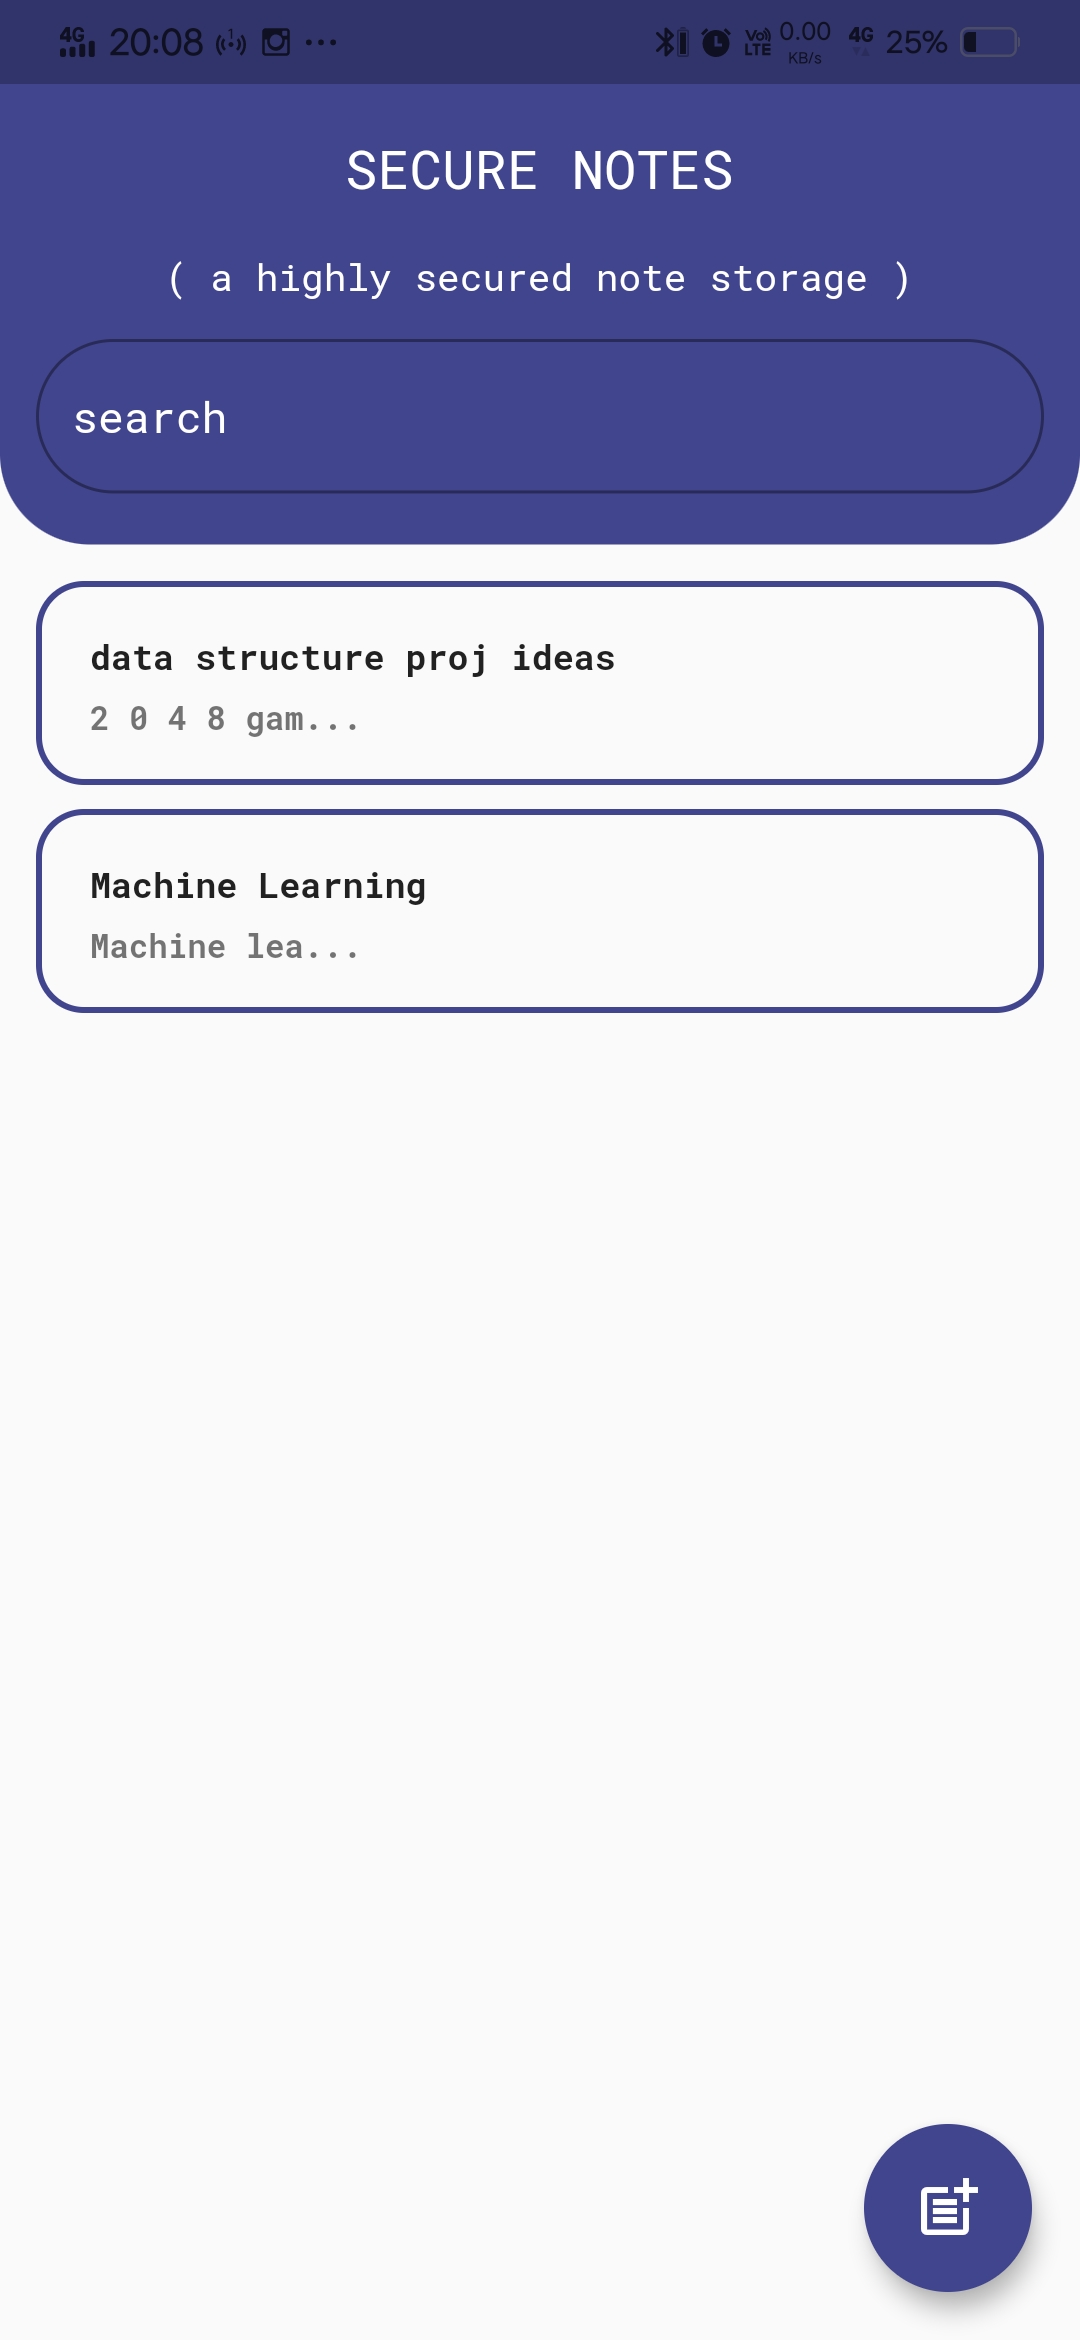 4G 20:08 1 ... Vo) LTE 0.00 KB/s 4G 25%
SECURE NOTES
( a highly secured note storage )
search
data structure proj ideas
2 0 4 8 gam...
Machine Learning
Machine lea...